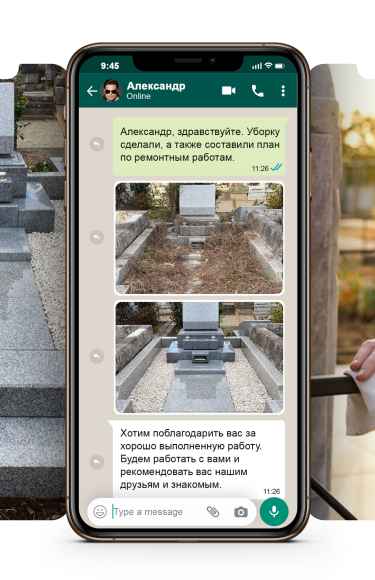 9:45
Александр
Online
Александр, здравствуйте. Уборку
сделали, а также составили план
по ремонтным работам.
11:26
Хотим поблагодарить вас за
хорошо выполненную работу.
Будем работать с вами и
рекомендовать вас нашим
друзьям и знакомым.
11:26
Type a message